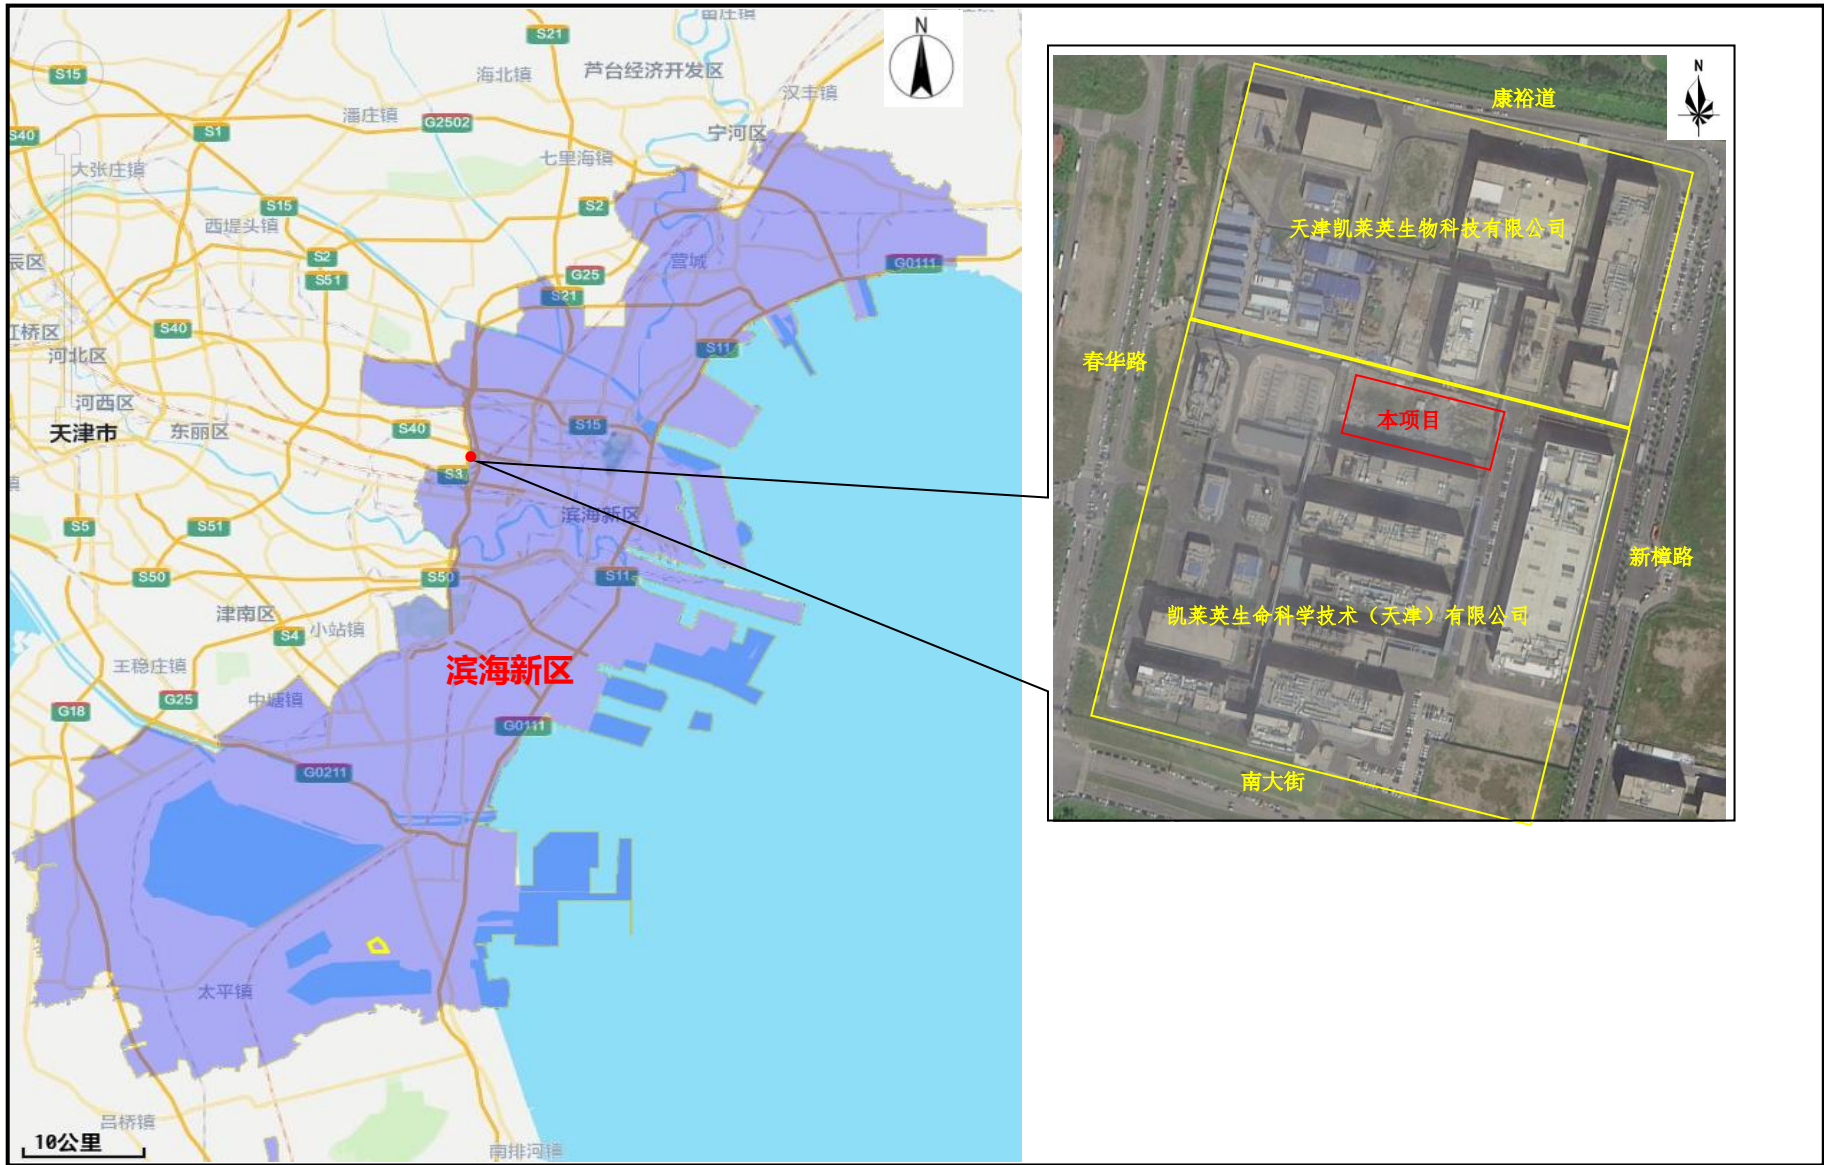 苗庄镇
S21
N
S15
海北镇
芦台经济开发区
汉丰镇
潘庄镇
G2502
S40
S1
宁河区
七里海镇
大张庄镇
S15
S2
西堤头镇
辰区
S2
营城
G0111
S51
G25
S21
S40
红桥区
河北区
S11
河西区
天津市
东丽区
S40
S15
S3
滨海新区
S5
S51
S50
S50
S11
津南区
小站镇
S4
滨海新区
王稳庄镇
中塘镇
G25
G18
G0111
G0211
太平镇
吕桥镇
10公里
南排河镇
N
康裕道
天津凯莱英生物科技有限公司
春华路
本项目
新樟路
凯莱英生命科学技术（天津）有限公司
南大街